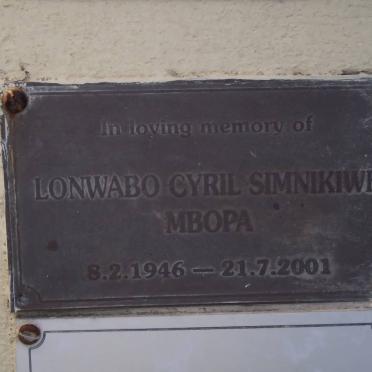 In loving memory of
LONWABO CYRIL SIMNIKIWE
MBOPA
8.2.1946 — 21.7.2001